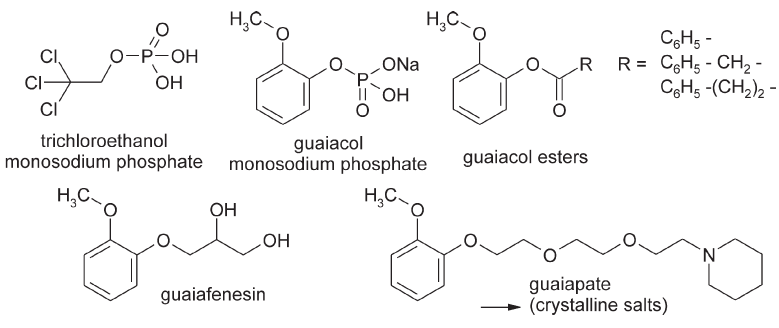 Cl
Cl
Cl
O
P
O
OH
OH
trichloroethanol
monosodium phosphate
H3C
O
O
P
ONa
OH
O
guaiacol
monosodium phosphate
H3C
O
O
R
O
guaiacol esters
R =
C6H5 -
C6H5 - CH2 -
C6H5 -(CH2)2 -
H3C
O
O
OH
OH
guaiafenesin
H3C
O
O
O
O
N
guaiapate
(crystalline salts)